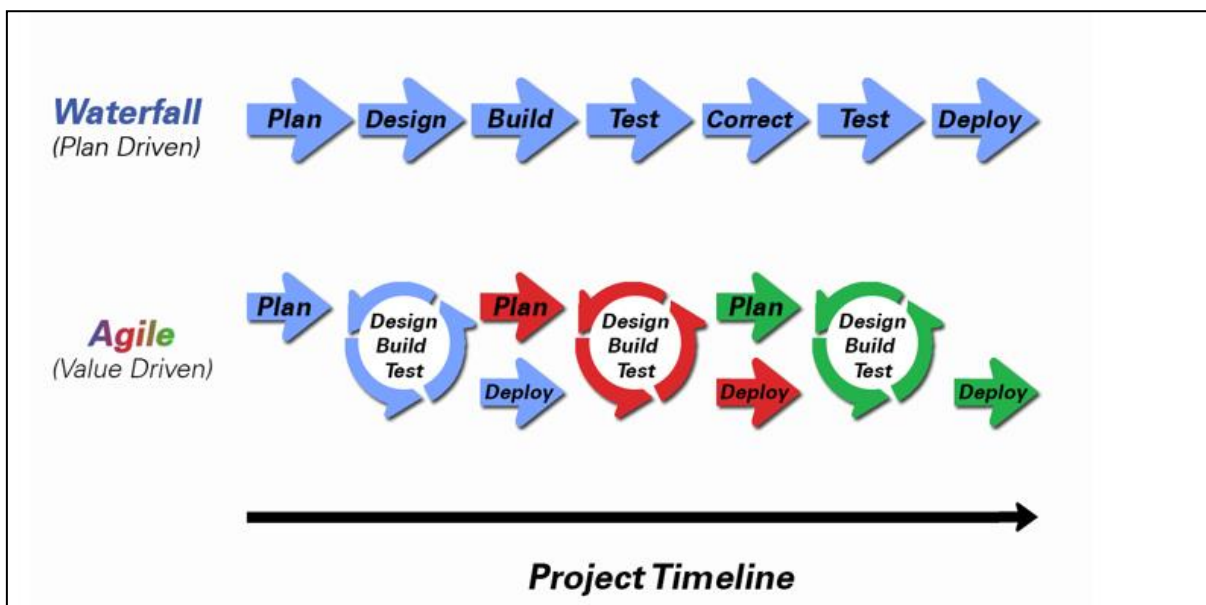 Waterfall
(Plan Driven)
Plan
Design
Build
Test
Correct
Test
Deploy
Agile
(Value Driven)
Plan
Design
Build
Test
Plan
Deploy
Design
Build
Test
Plan
Deploy
Design
Build
Test
Deploy
Project Timeline